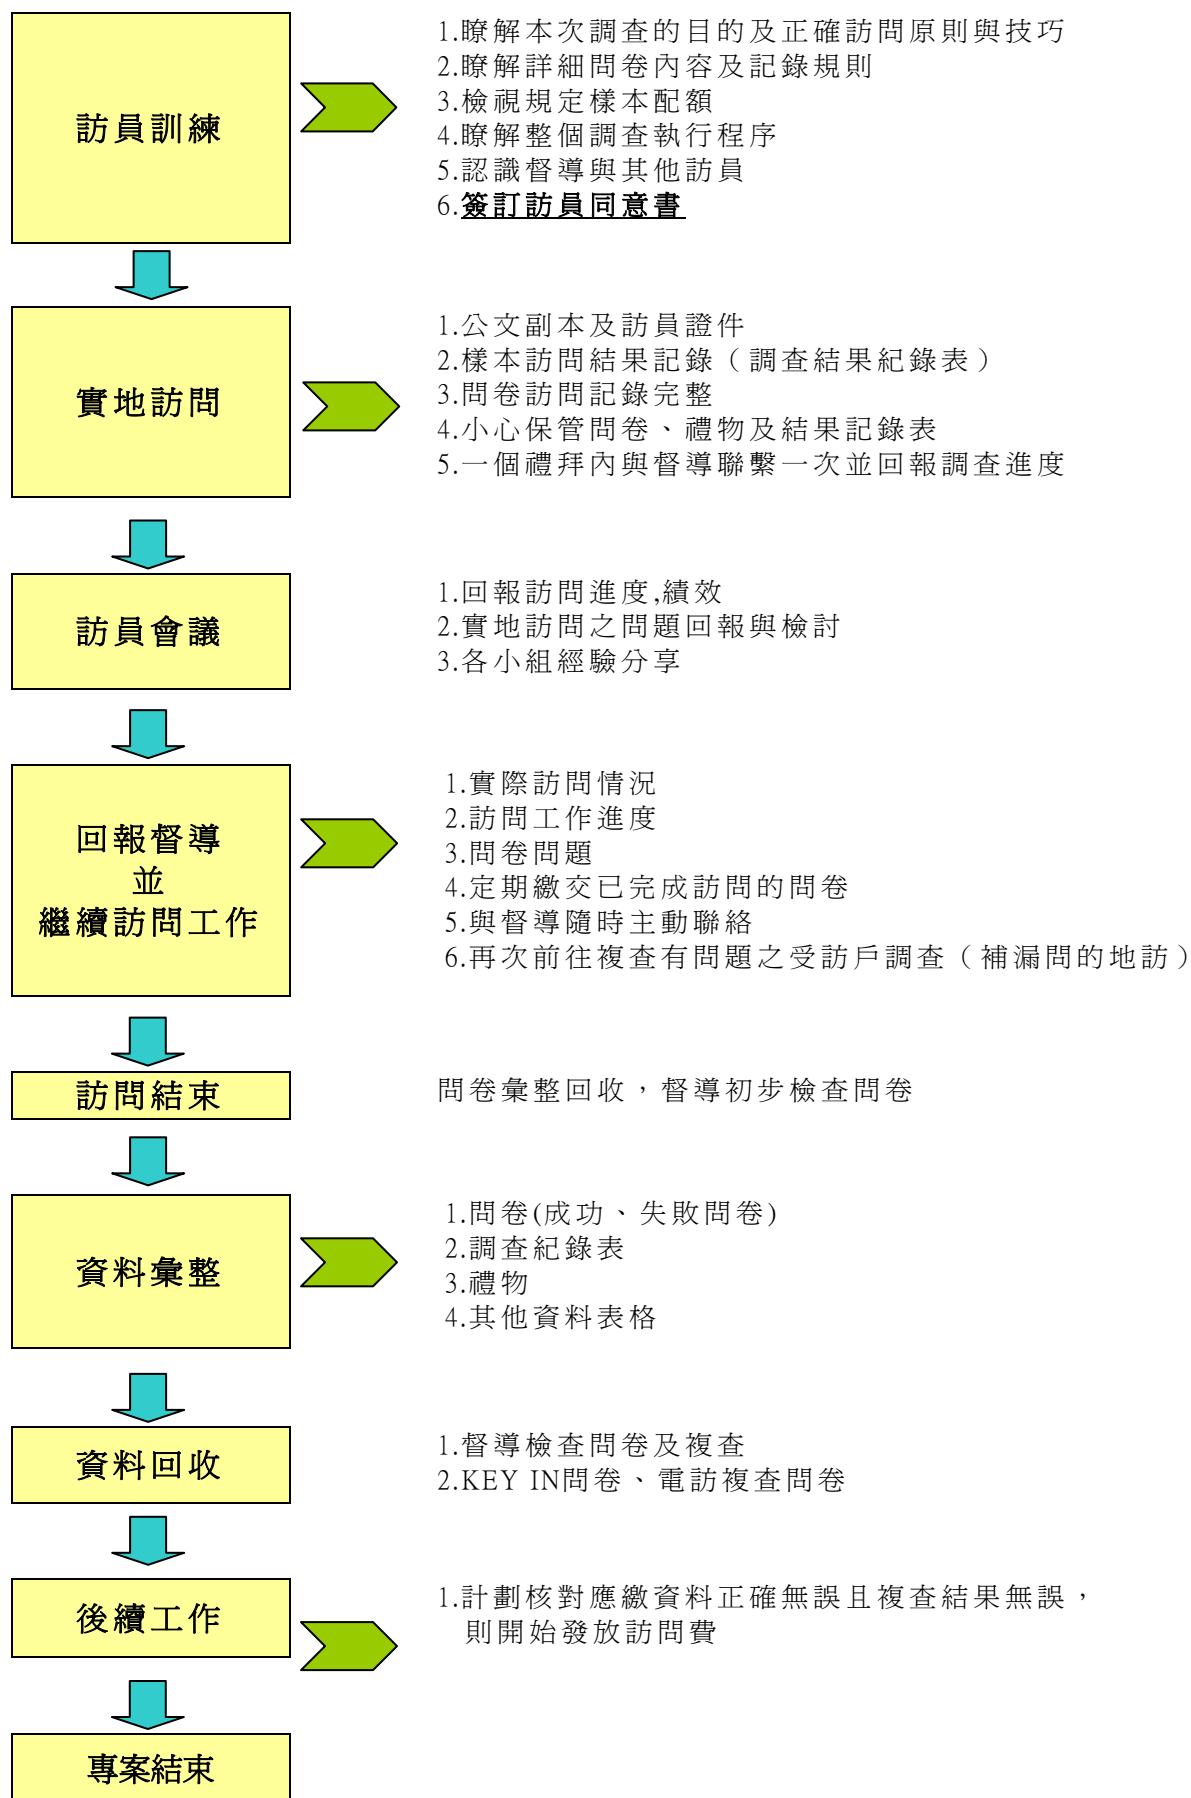 訪員訓練
1.瞭解本次調查的目的及正確訪問原則與技巧
2.瞭解詳細問卷內容及記錄規則
3.檢視規定樣本配額
4.瞭解整個調查執行程序
5.認識督導與其他訪員
6.簽訂訪員同意書
實地訪問
1.公文副本及訪員證件
2.樣本訪問結果記錄（調查結果紀錄表）
3.問卷訪問記錄完整
4.小心保管問卷、禮物及結果記錄表
5.一個禮拜內與督導聯繫一次並回報調查進度
訪員會議
1.回報訪問進度,績效
2.實地訪問之問題回報與檢討
3.各小組經驗分享
回報督導
並
繼續訪問工作
1.實際訪問情況
2.訪問工作進度
3.問卷問題
4.定期繳交已完成訪問的問卷
5.與督導隨時主動聯絡
6.再次前往複查有問題之受訪戶調查（補漏問的地訪）
訪問結束
問卷彙整回收，督導初步檢查問卷
資料彙整
1.問卷(成功、失敗問卷)
2.調查紀錄表
3.禮物
4.其他資料表格
資料回收
1.督導檢查問卷及複查
2.KEY IN問卷、電訪複查問卷
後續工作
1.計劃核對應繳資料正確無誤且複查結果無誤，
則開始發放訪問費
專案結束